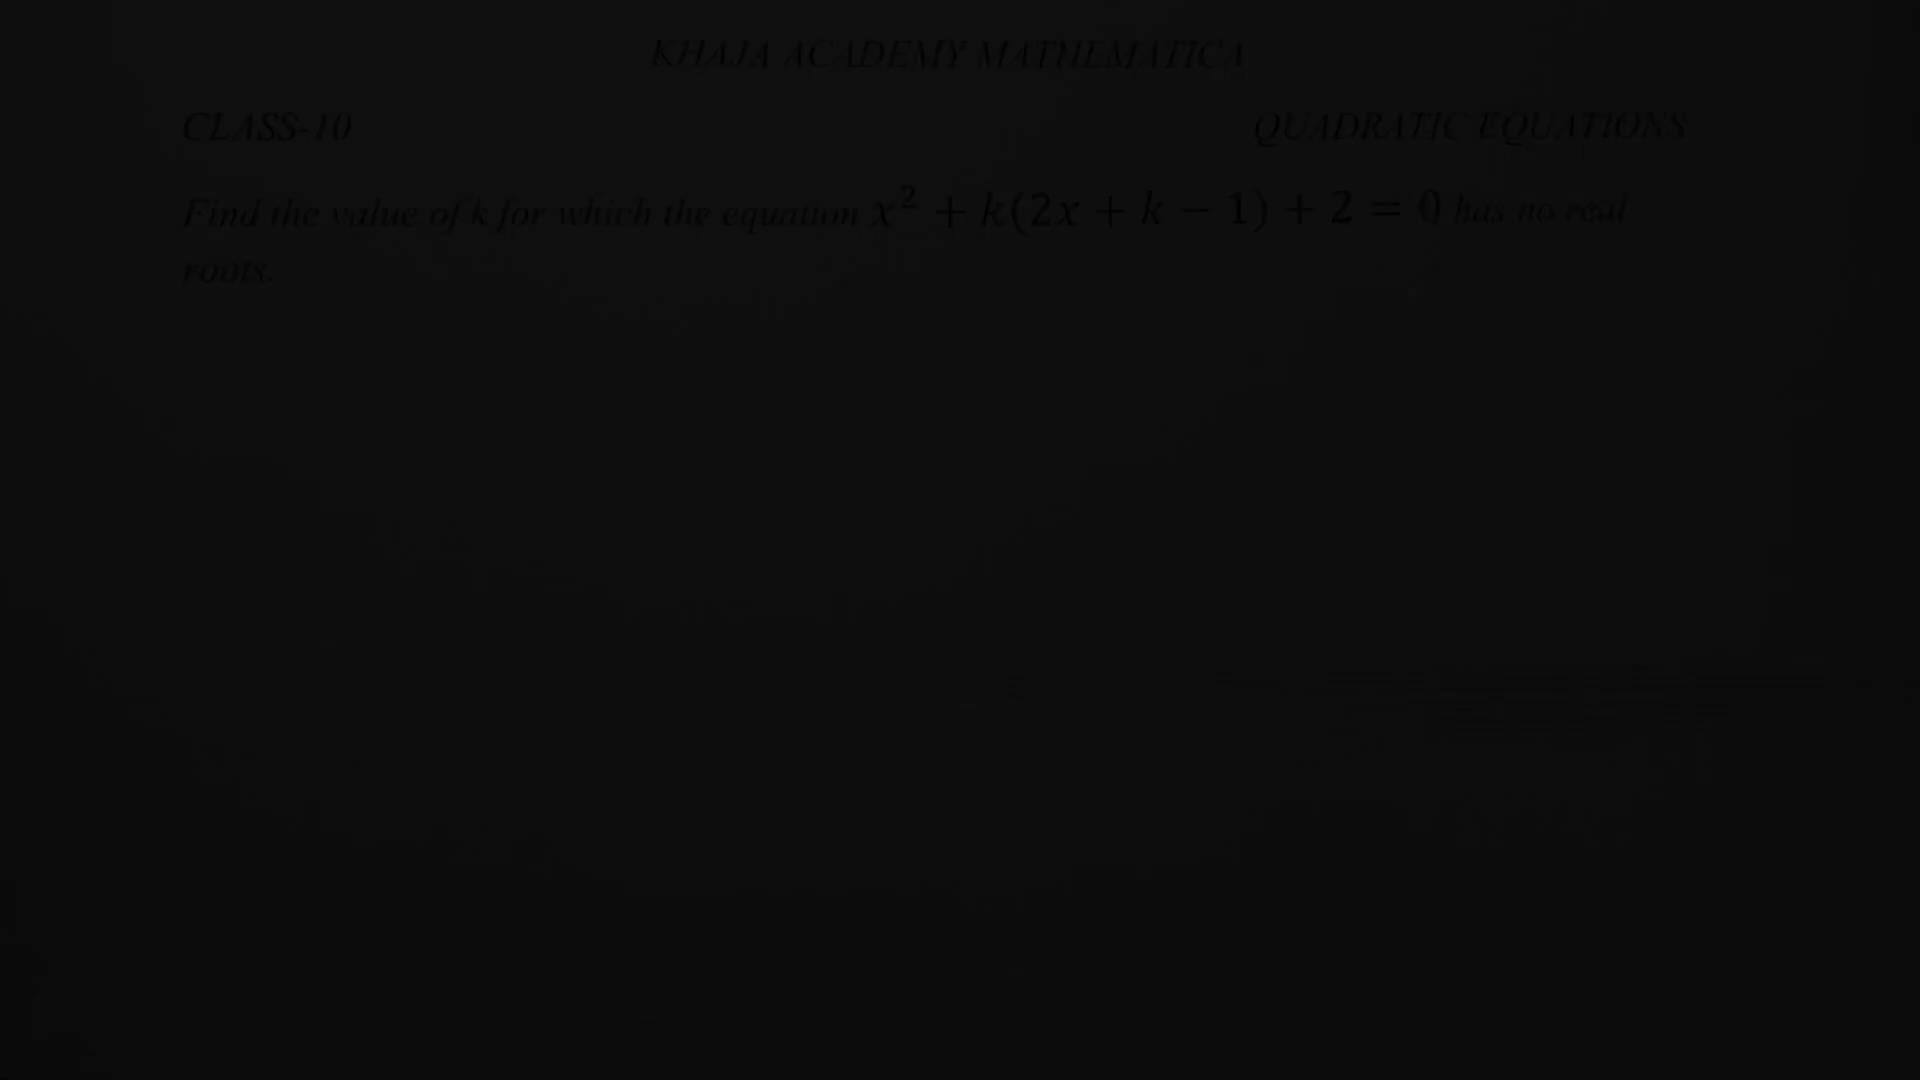 KHAJA ACADEMY MATHEMATICA
CLASS-10 QUADRATIC EQUATIONS
Find the value of k for which the equation x² + k(2x + k − 1) + 2 = 0 has no real
roots.